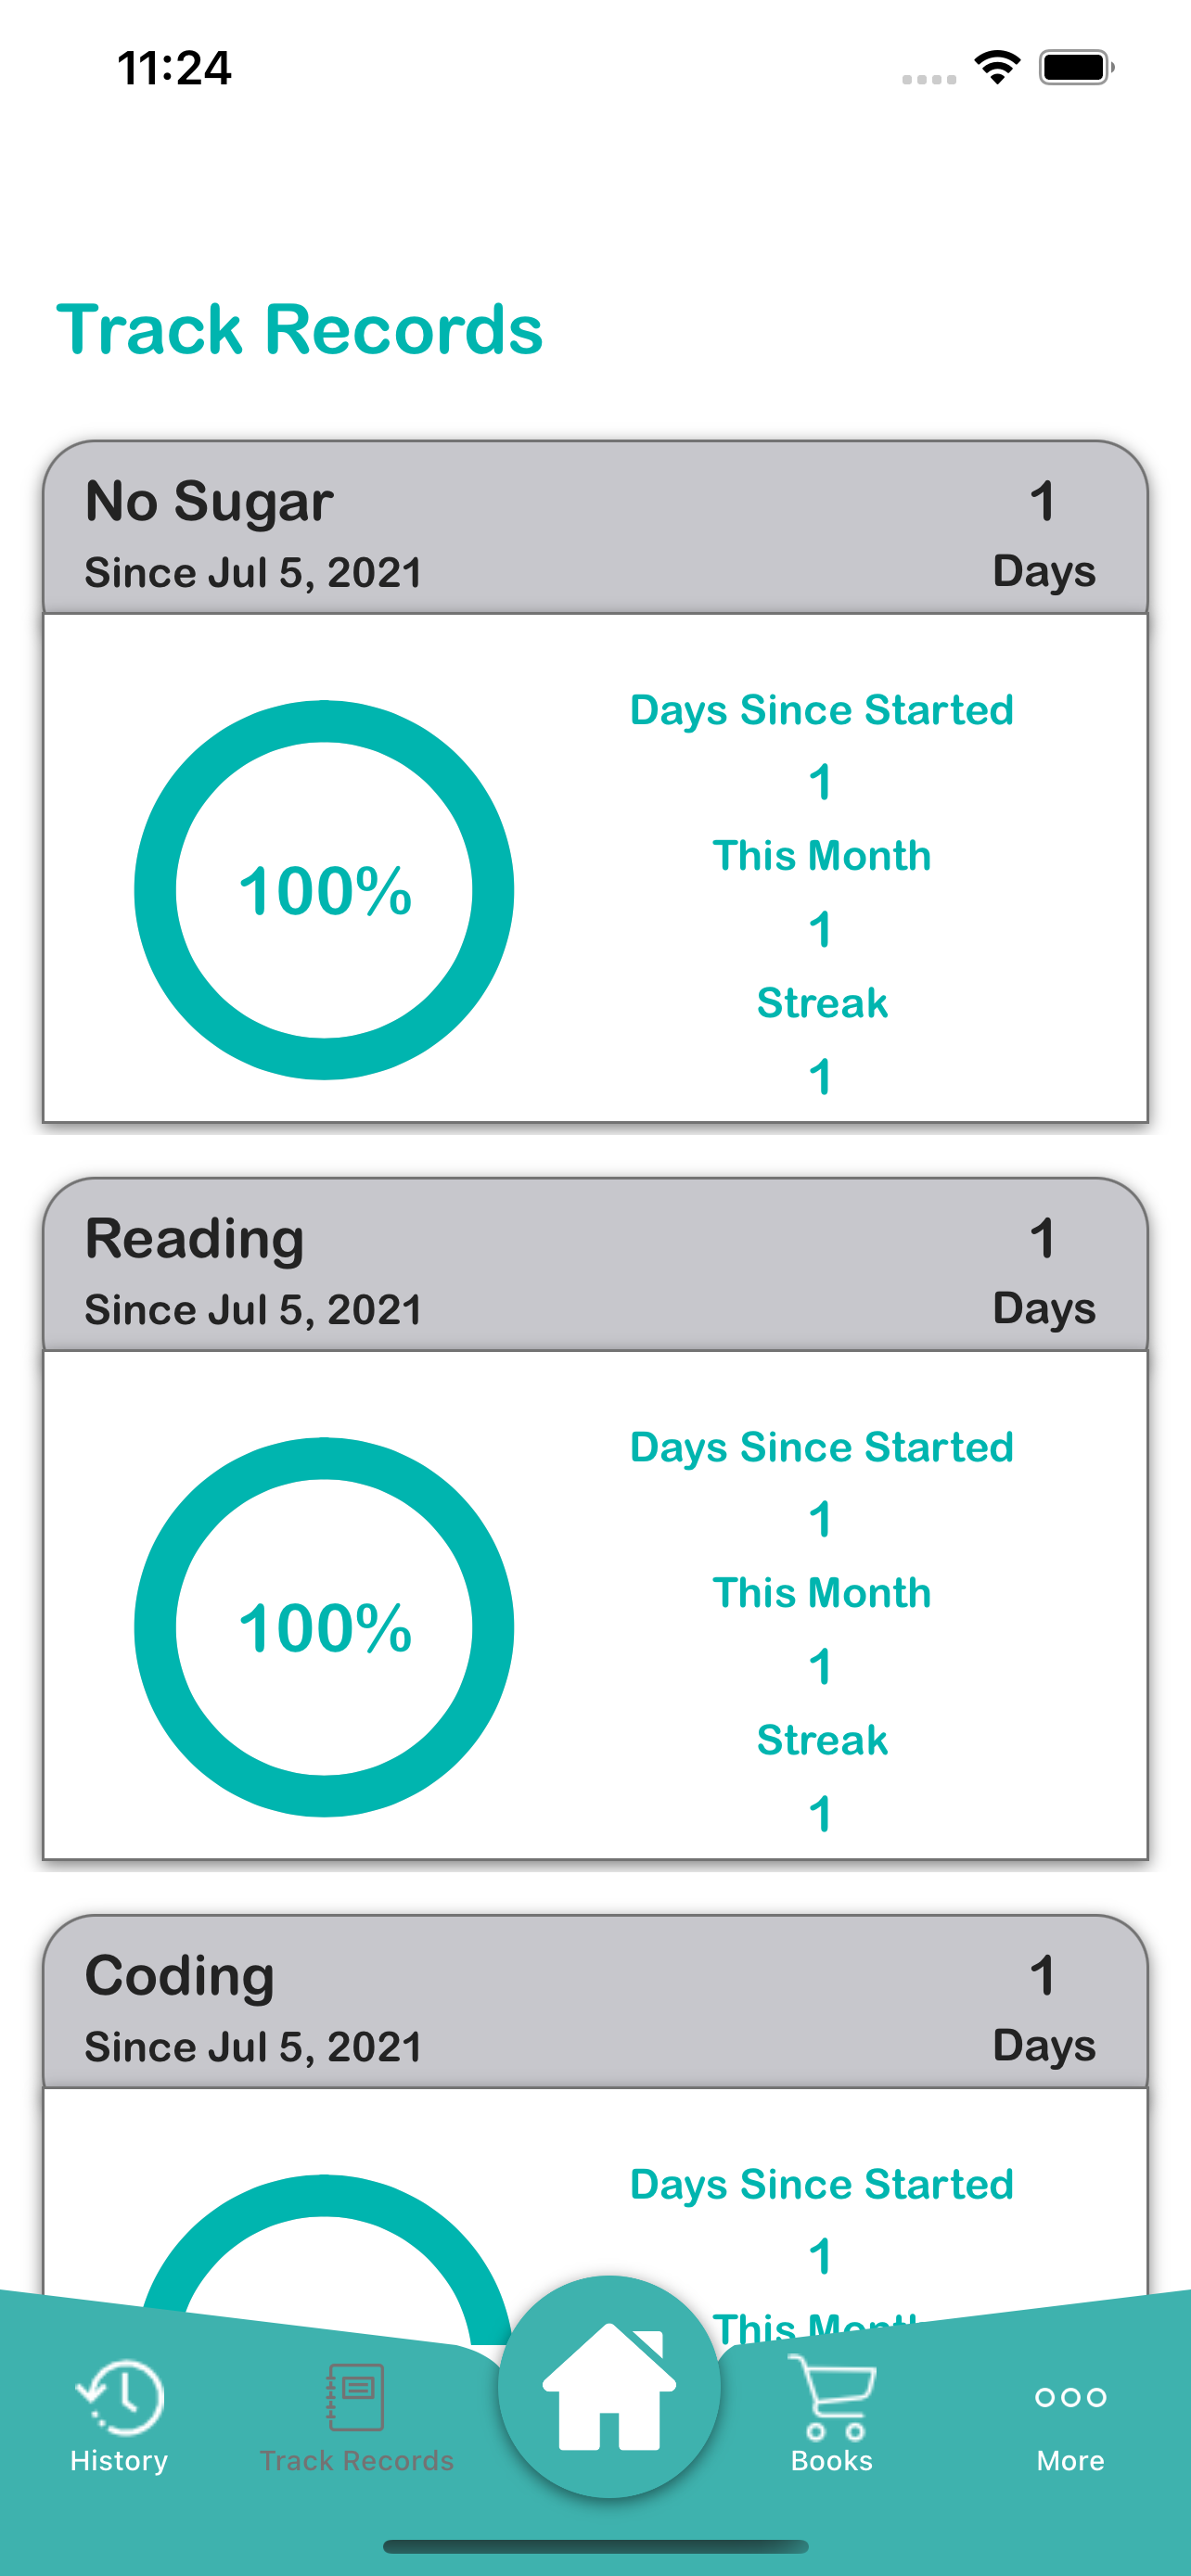 11:24
Track Records
No Sugar 1
Since Jul 5, 2021 Days
100%
Days Since Started
1
This Month
1
Streak
1
Reading 1
Since Jul 5, 2021 Days
100%
Days Since Started
1
This Month
1
Streak
1
Coding 1
Since Jul 5, 2021 Days
Days Since Started
1
This Month
History Track Records Books More